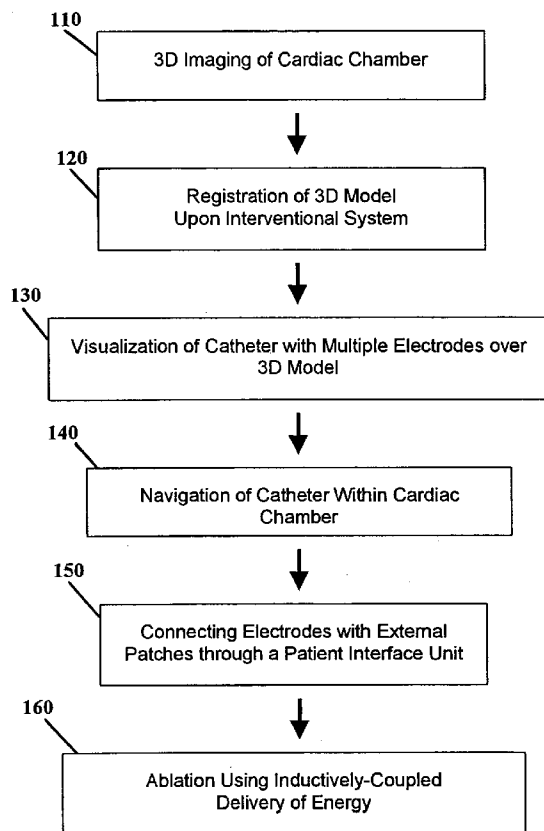 110
3D Imaging of Cardiac Chamber
120
Registration of 3D Model
Upon Interventional System
130
Visualization of Catheter with Multiple Electrodes over
3D Model
140
Navigation of Catheter Within Cardiac
Chamber
150
Connecting Electrodes with External
Patches through a Patient Interface Unit
160
Ablation Using Inductively-Coupled
Delivery of Energy